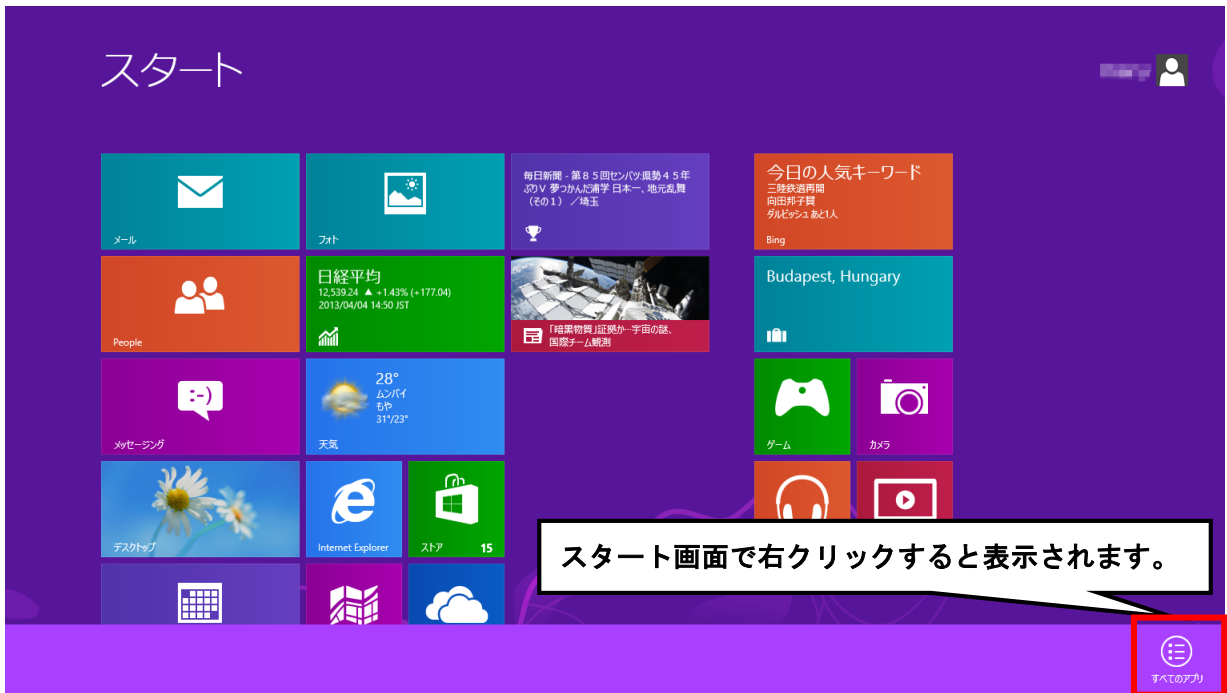 スタート
メール
フォト
毎日新聞 - 第８５回センバツ:県勢４５年
ぶりＶ 夢つかんだ浦学 日本一、地元乱舞
（その１） ／埼玉
今日の人気キーワード
三陸鉄道再開
向田邦子賞
ダルビッシュ あと1人
Bing
People
日経平均
12,539.24 ▲ +1.43% (+177.04)
2013/04/04 14:50 JST
「暗黒物質」証拠か…宇宙の謎、
国際チーム観測
Budapest, Hungary
メッセージング
28°
ムンバイ
もや
31°/23°
天気
ゲーム
カメラ
デスクトップ
Internet Explorer
ストア
15
スタート画面で右クリックすると表示されます。
すべてのアプリ